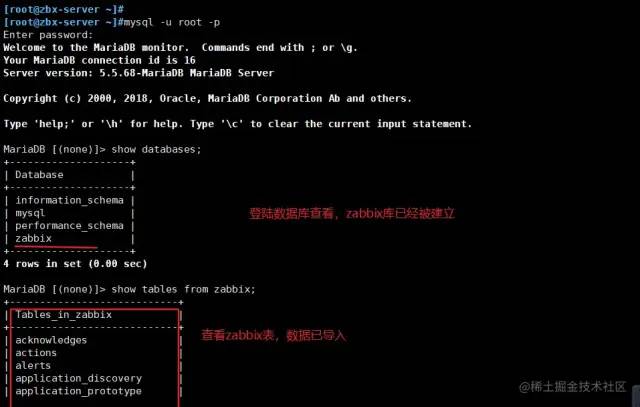 [root@zbx-server ~]#
[root@zbx-server ~]#mysql -u root -p
Enter password:
Welcome to the MariaDB monitor.  Commands end with ; or \g.
Your MariaDB connection id is 16
Server version: 5.5.68-MariaDB MariaDB Server
Copyright (c) 2000, 2018, Oracle, MariaDB Corporation Ab and others.
Type 'help;' or '\h' for help. Type '\c' to clear the current input statement.
MariaDB [(none)]> show databases;
+--------------------+
| Database           |
+--------------------+
| information_schema |
| mysql              |
| performance_schema |
| zabbix             |
+--------------------+
登陆数据库查看，zabbix库已经被建立
4 rows in set (0.00 sec)
MariaDB [(none)]> show tables from zabbix;
+----------------------------+
| Tables_in_zabbix           |
+----------------------------+
| acknowledges               |
| actions                    |
| alerts                     |
| application_discovery      |
| application_prototype      |
查看zabbix表，数据已导入
@稀土掘金技术社区